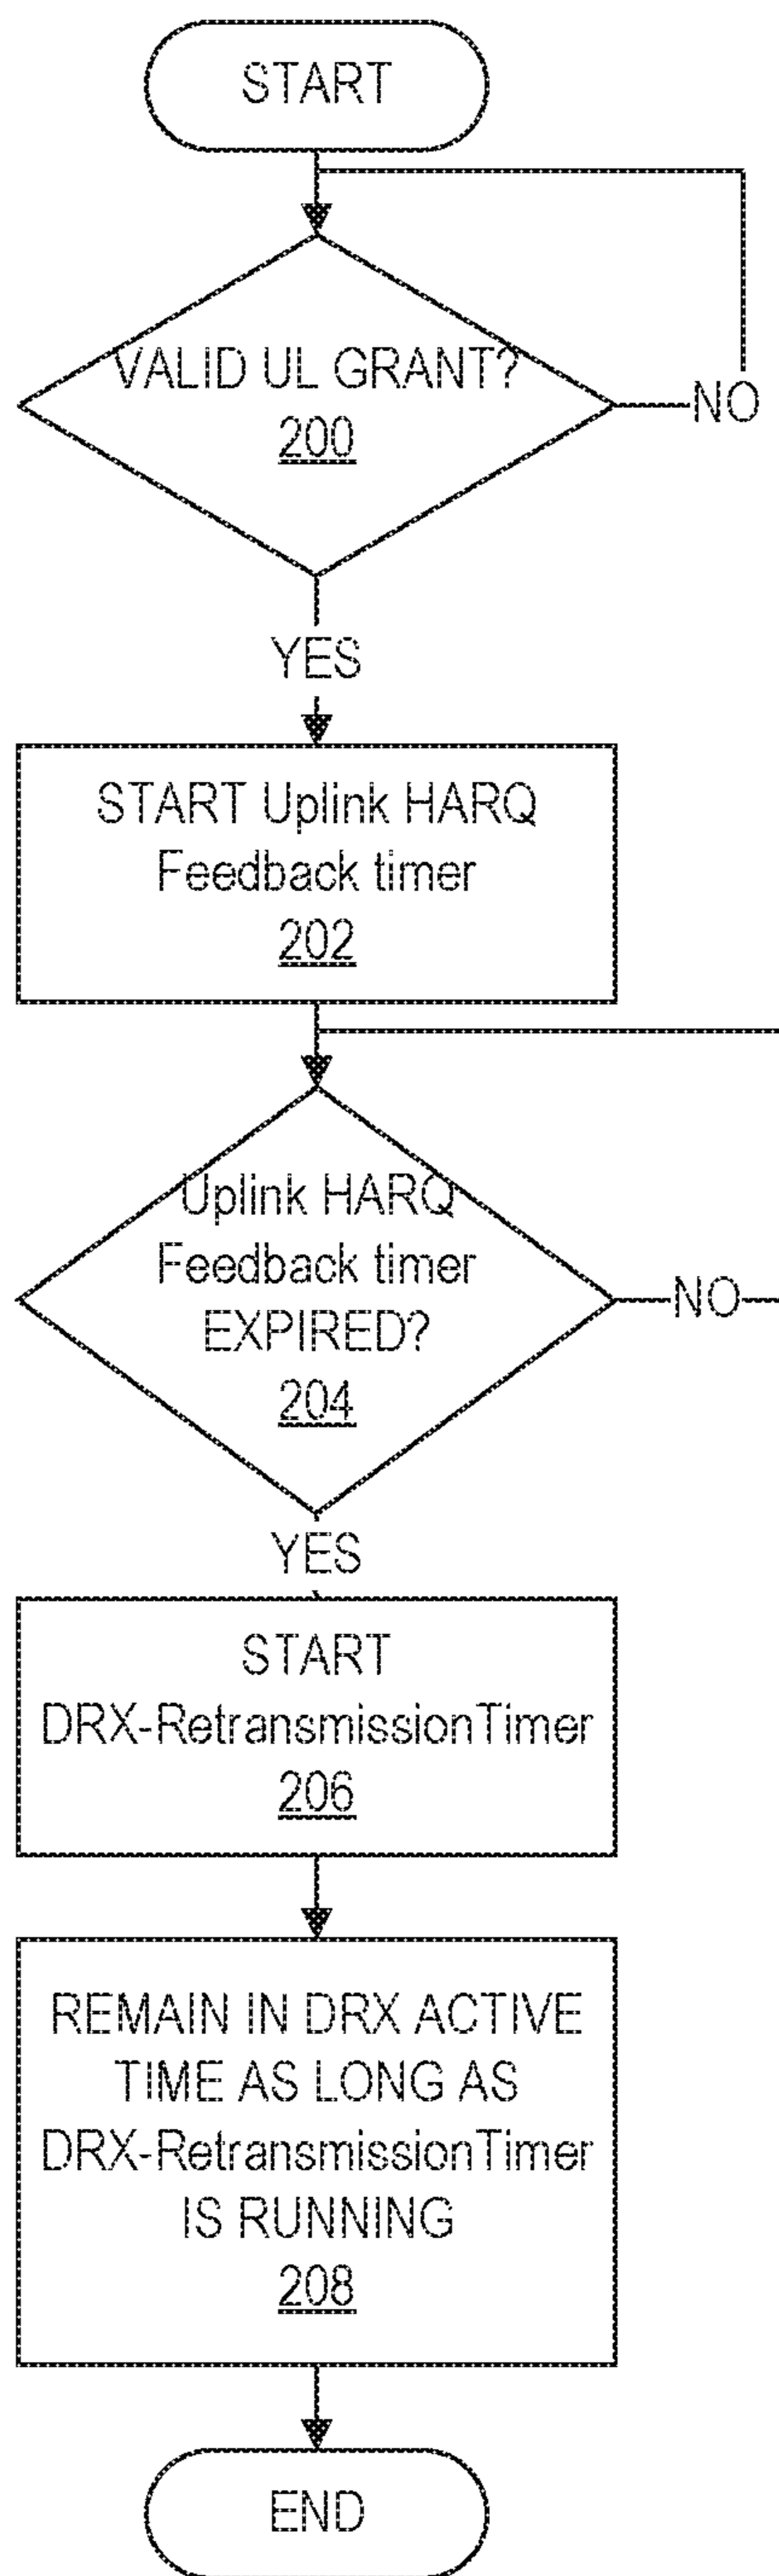 START
VALID UL GRANT?
200
NO
YES
START Uplink HARQ
Feedback timer
202
Uplink HARQ
Feedback timer
EXPIRED?
204
NO
YES
START
DRX-RetransmissionTimer
206
REMAIN IN DRX ACTIVE
TIME AS LONG AS
DRX-RetransmissionTimer
IS RUNNING
208
END